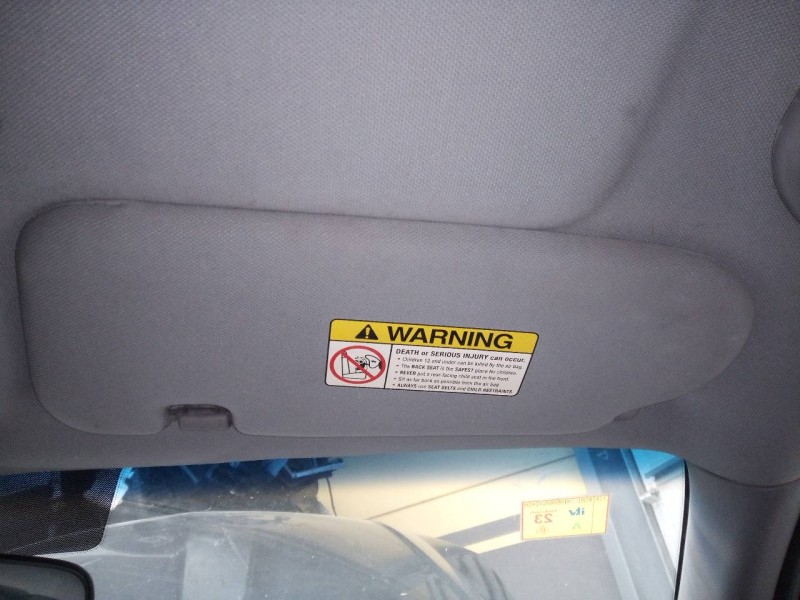 WARNING
DEATH or SERIOUS INJURY can occur.
• Children 12 and under can be killed by the air bag.
• The BACK SEAT is the SAFEST place for children.
• NEVER put a rear-facing child seat in the front.
• Sit as far back as possible from the air bag.
• ALWAYS use SEAT BELTS and CHILD RESTRAINTS.
itv
23